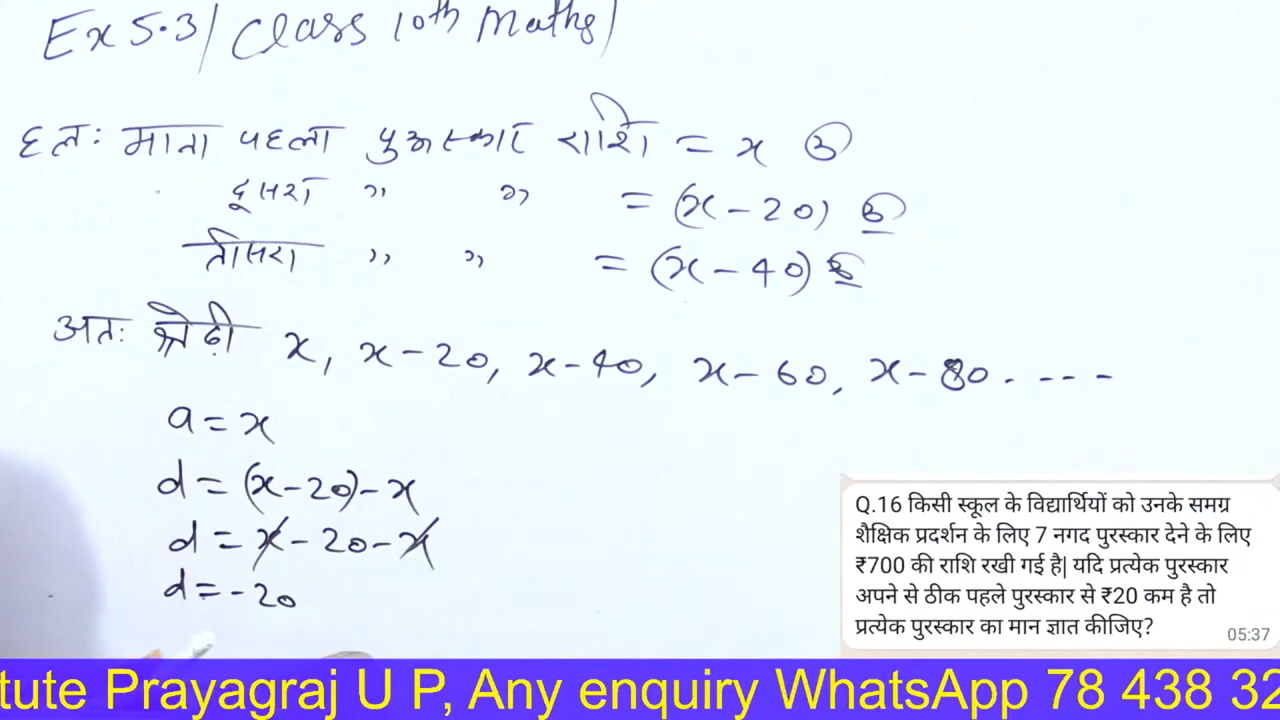 Ex 5.3/ Class 10th Maths/
हल: माना पहला पुरस्कार राशि = x रु
दूसरा ,, ,, = (x - 20) रु
तीसरा ,, ,, = (x - 40) रु
अतः श्रेढ़ी x, x - 20, x - 40, x - 60, x - 80 . - - -
a = x
d = (x - 20) - x
d = x - 20 - x
d = - 20
Q.16 किसी स्कूल के विद्यार्थियों को उनके समग्र
शैक्षिक प्रदर्शन के लिए 7 नगद पुरस्कार देने के लिए
₹700 की राशि रखी गई है| यदि प्रत्येक पुरस्कार
अपने से ठीक पहले पुरस्कार से ₹20 कम है तो
प्रत्येक पुरस्कार का मान ज्ञात कीजिए?
05:37
tute Prayagraj U P, Any enquiry WhatsApp 78 438 32